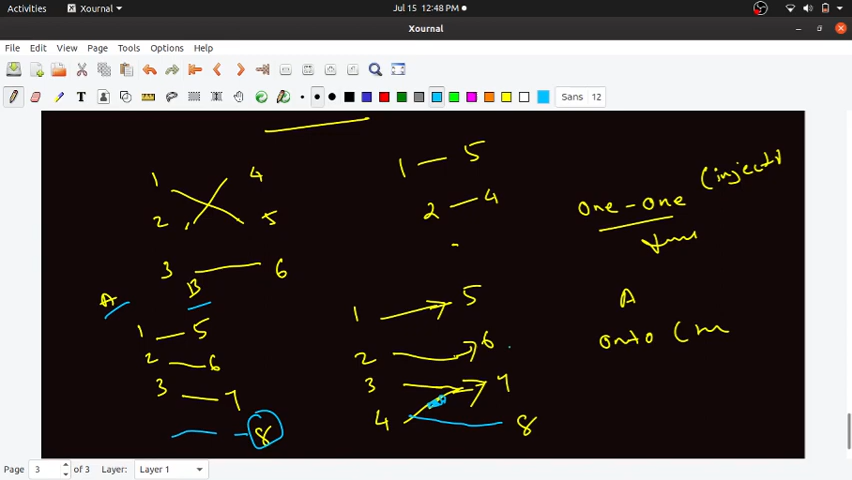 Activities Xournal Jul 15 12:48 PM
Xournal
File Edit View Page Tools Options Help
Sans 12
1 4
2 5
3 6
1 5
2 4
one-one (injecti
A B
1 5
2 6
3 7
8
1 5
2 6
3 7
4 8
A
onto (
Page 3 of 3 Layer: Layer 1